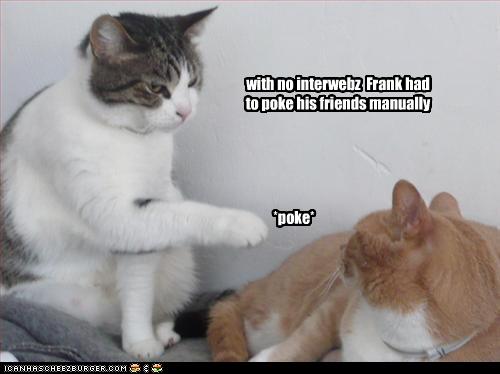 with no interwebz Frank had
to poke his friends manually
*poke*
ICANHASCHEEZBURGER.COM